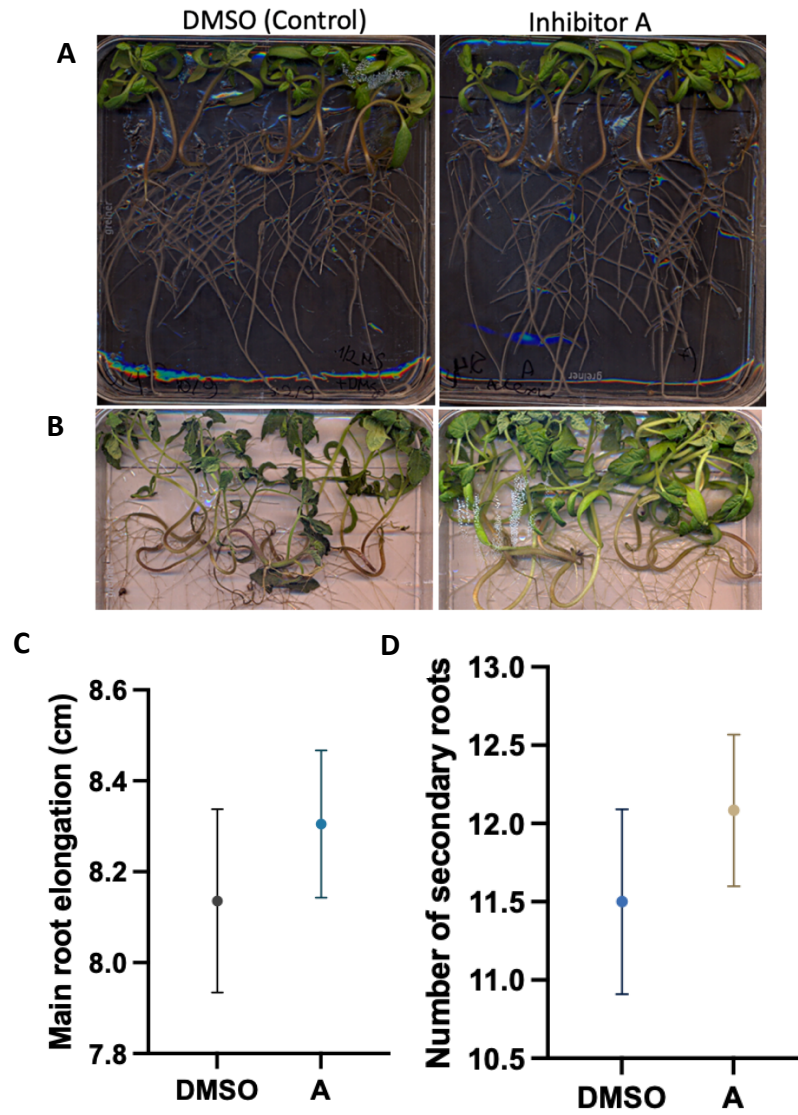 DMSO (Control)
Inhibitor A
A
greiner
1/2 MS
+DMSO
A
greiner
B
C
Main root elongation (cm)
8.6
8.4
8.2
8.0
7.8
DMSO
A
D
Number of secondary roots
13.0
12.5
12.0
11.5
11.0
10.5
DMSO
A